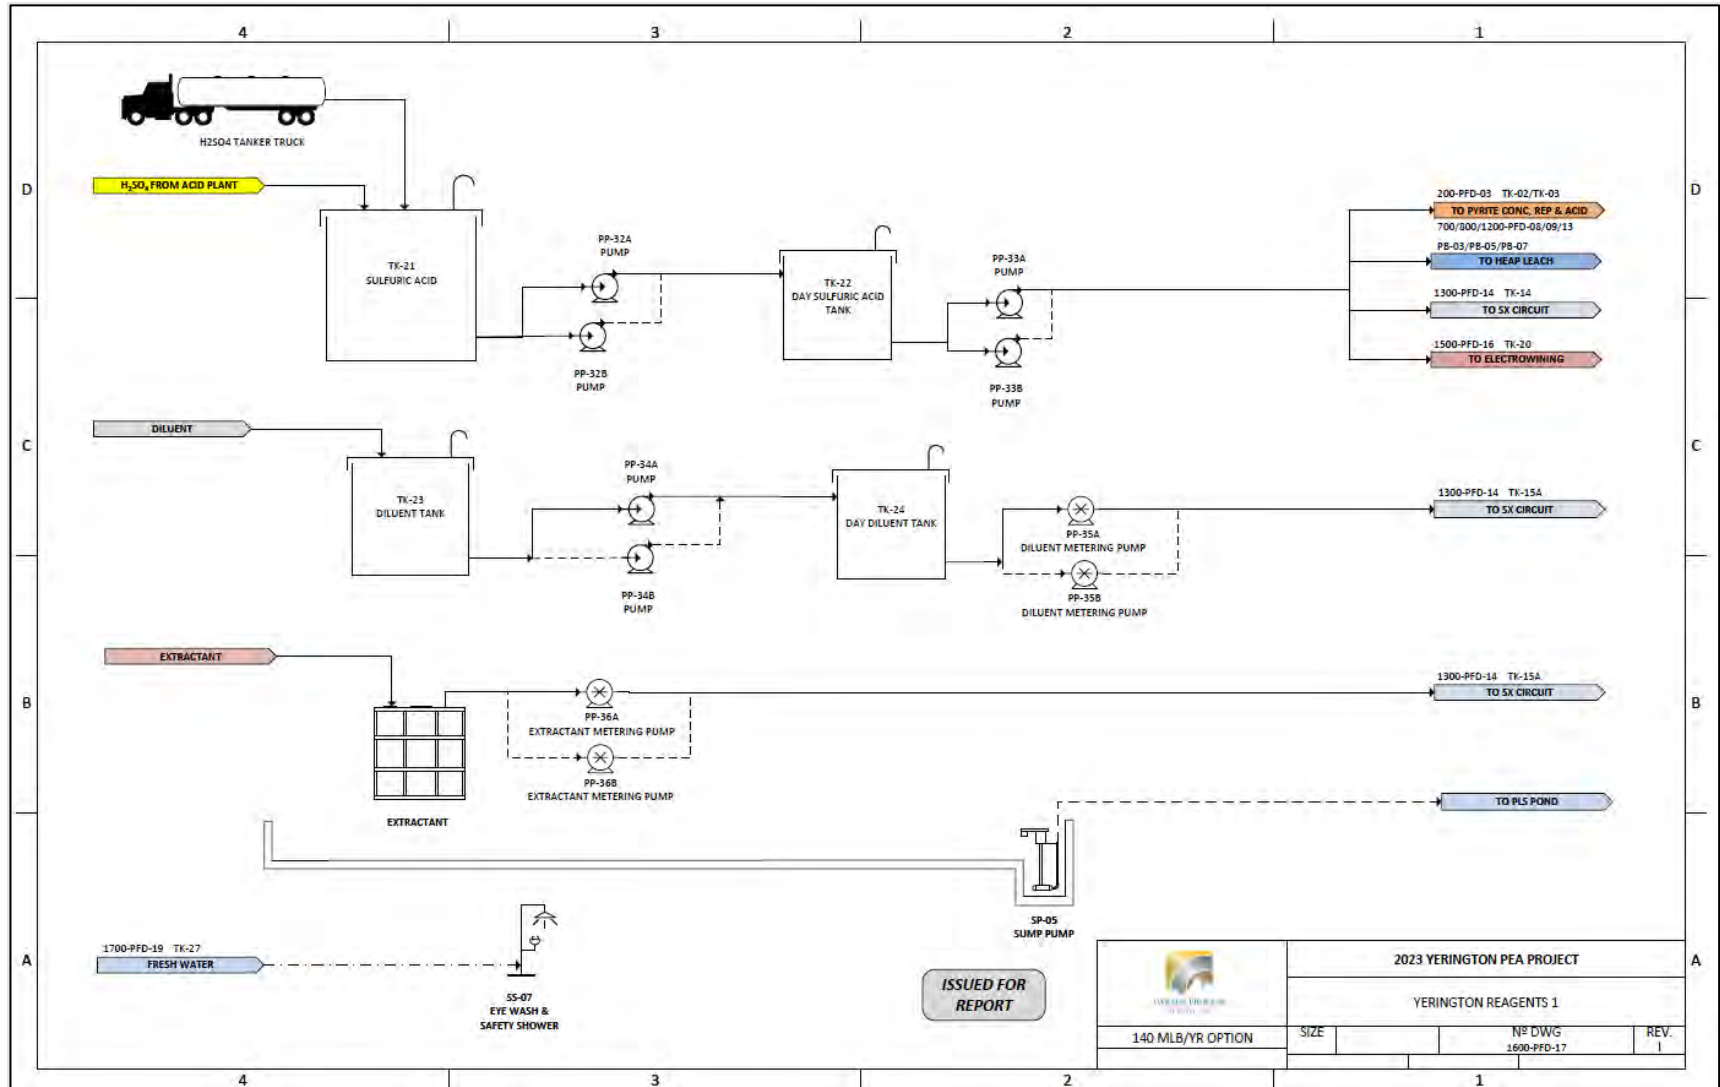 4 3 2 1
H2SO4 TANKER TRUCK
D
D
H₂SO₄ FROM ACID PLANT
200-PFD-03 TK-02/TK-03
TO PYRITE CONC, REP & ACID
700/800/1200-PFD-08/09/13
PB-03/PB-05/PB-07
TO HEAP LEACH
1300-PFD-14 TK-14
TO SX CIRCUIT
1500-PFD-16 TK-20
TO ELECTROWINING
TK-21
SULFURIC ACID
PP-32A
PUMP
PP-32B
PUMP
TK-22
DAY SULFURIC ACID
TANK
PP-33A
PUMP
PP-33B
PUMP
C
C
DILUENT
TK-23
DILUENT TANK
PP-34A
PUMP
PP-34B
PUMP
TK-24
DAY DILUENT TANK
PP-35A
DILUENT METERING PUMP
PP-35B
DILUENT METERING PUMP
1300-PFD-14 TK-15A
TO SX CIRCUIT
B
B
EXTRACTANT
EXTRACTANT
PP-36A
EXTRACTANT METERING PUMP
PP-36B
EXTRACTANT METERING PUMP
1300-PFD-14 TK-15A
TO SX CIRCUIT
TO PLS POND
SP-05
SUMP PUMP
A
A
1700-PFD-19 TK-27
FRESH WATER
SS-07
EYE WASH &
SAFETY SHOWER
ISSUED FOR
REPORT
2023 YERINGTON PEA PROJECT
YERINGTON REAGENTS 1
140 MLB/YR OPTION
SIZE
Nº DWG
1600-PFD-17
REV.
I
4 3 2 1